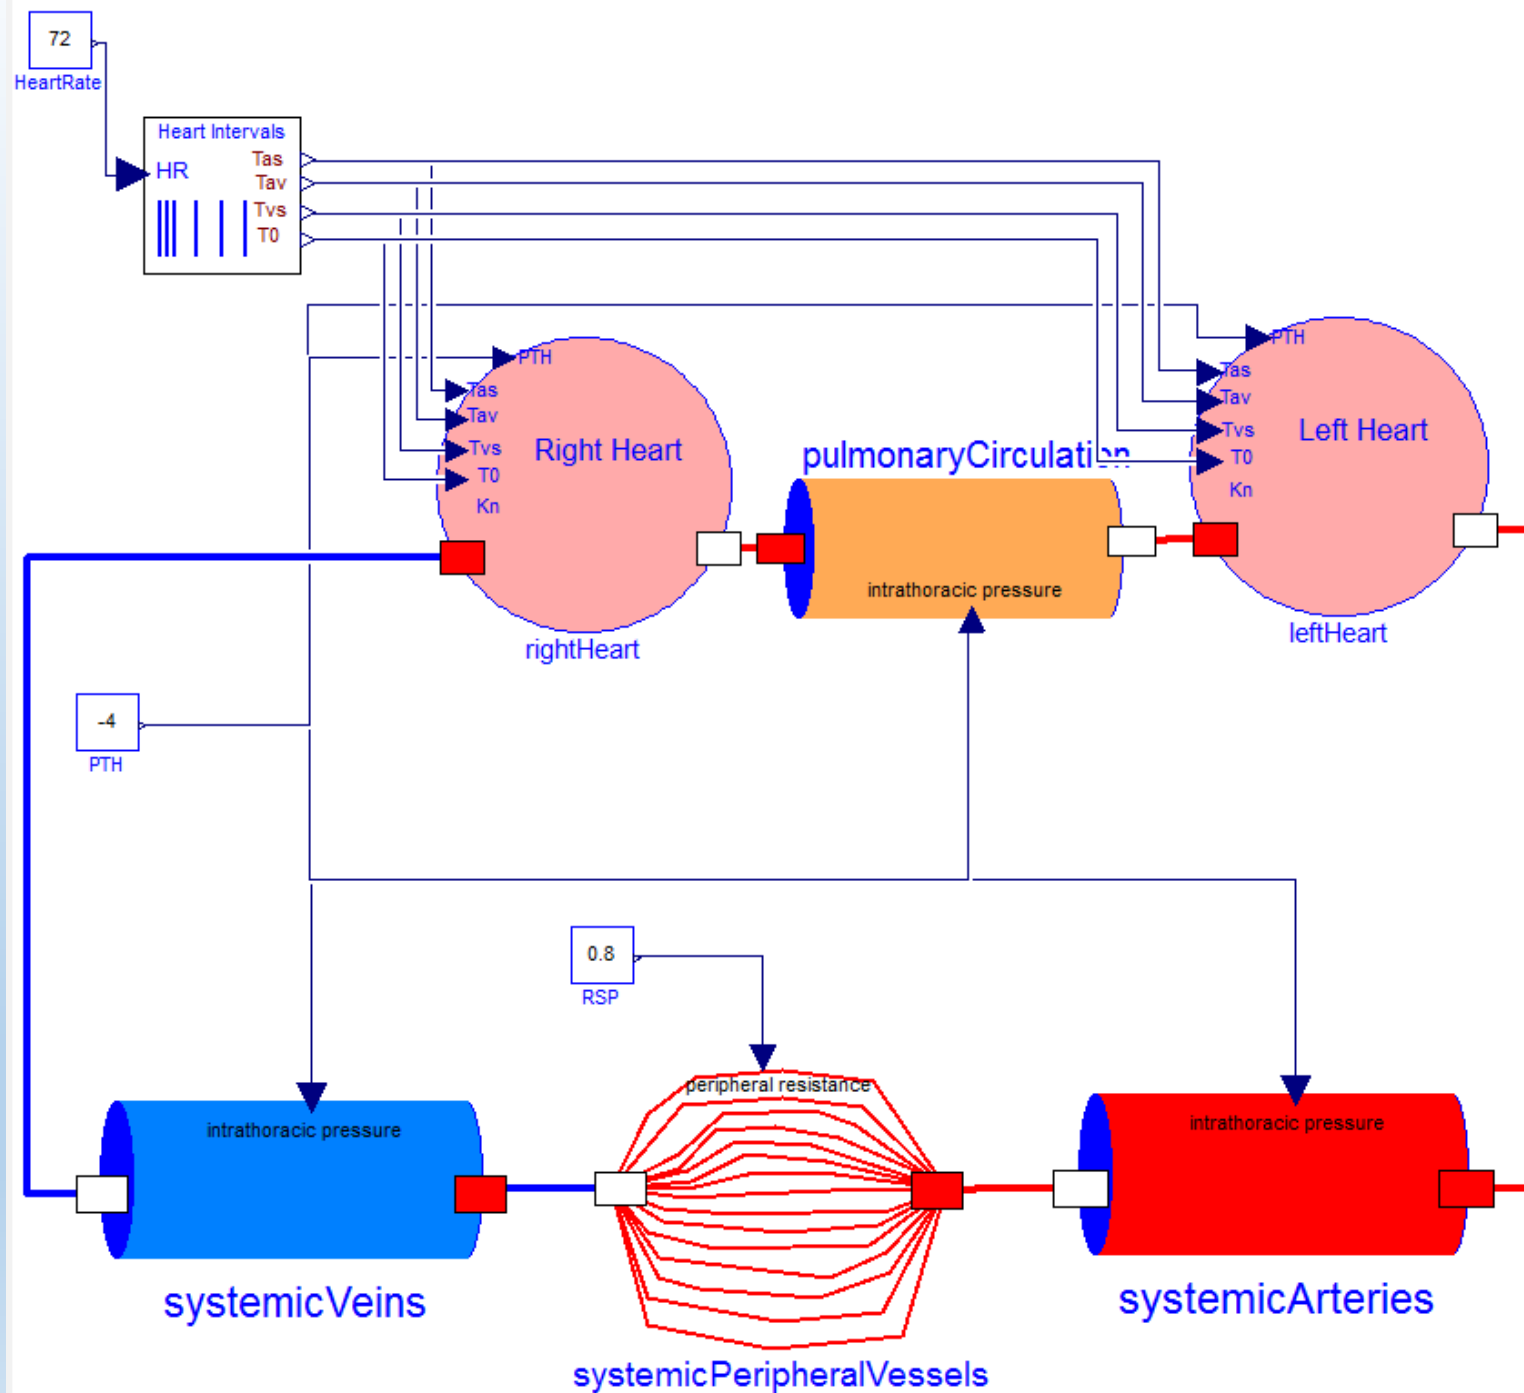 72
HeartRate
Heart Intervals
HR
Tas
Tav
Tvs
T0
PTH
Tas
Tav
Tvs
T0
Kn
Right Heart
rightHeart
pulmonaryCirculation
intrathoracic pressure
PTH
Tas
Tav
Tvs
T0
Kn
Left Heart
leftHeart
-4
PTH
0.8
RSP
intrathoracic pressure
systemicVeins
peripheral resistance
systemicPeripheralVessels
intrathoracic pressure
systemicArteries